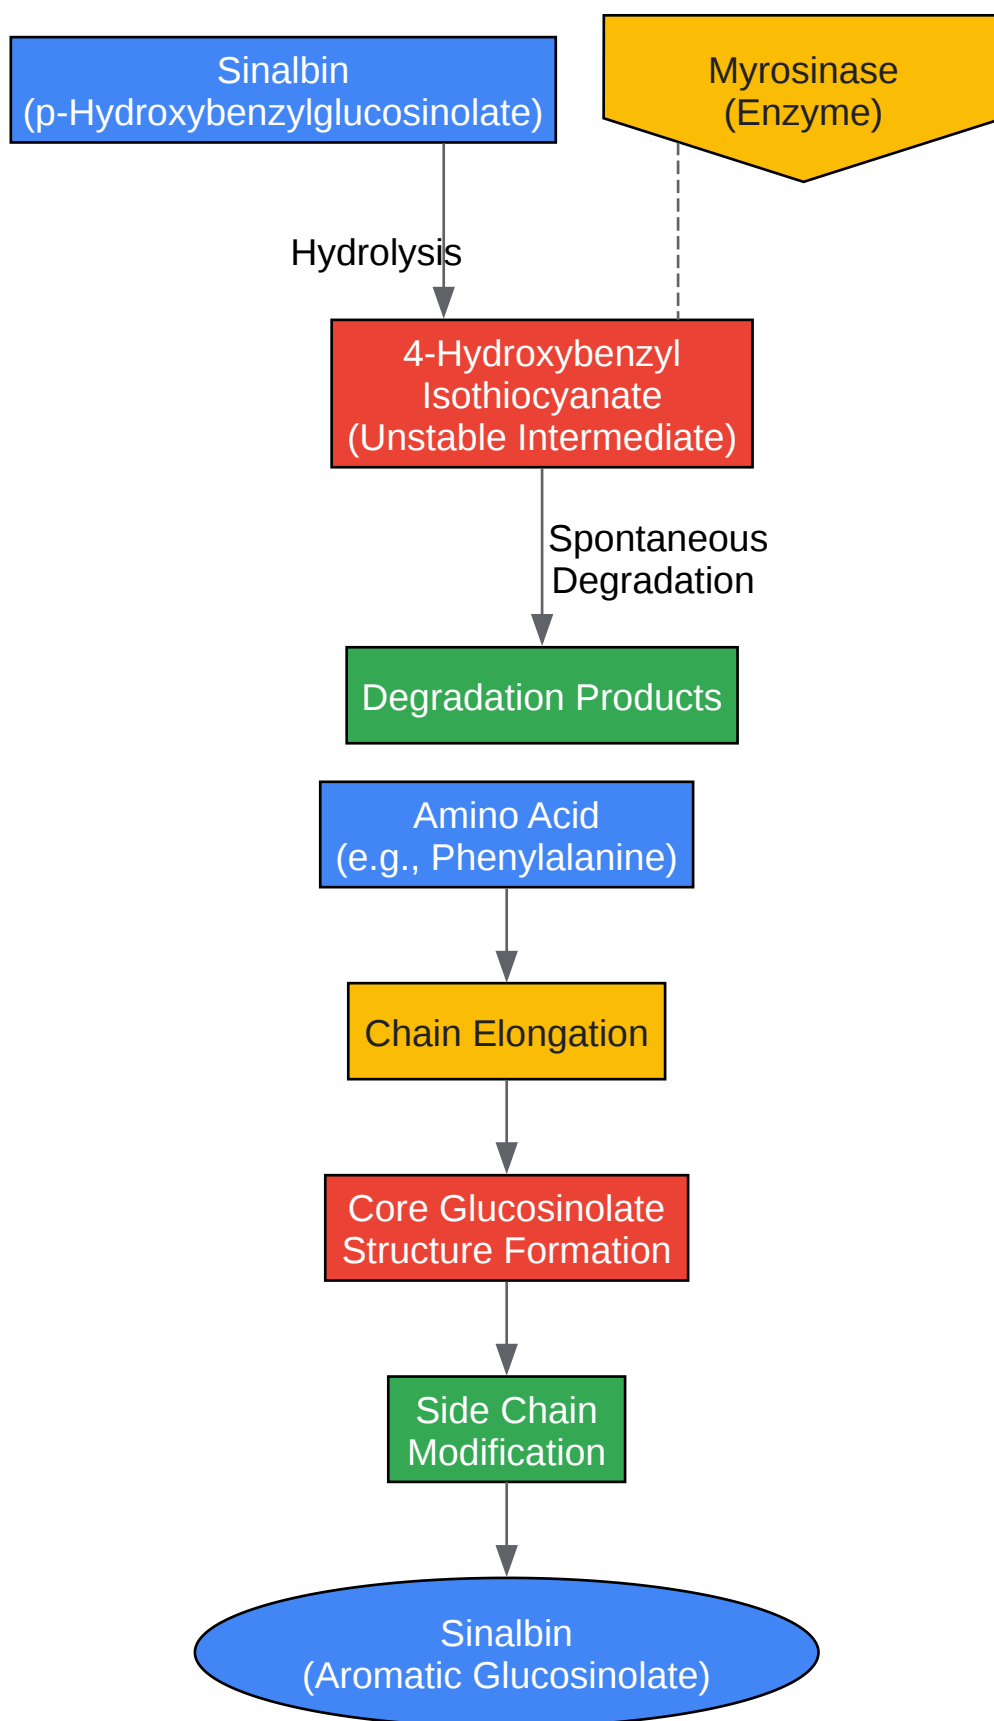 Sinalbin
(p-Hydroxybenzylglucosinolate)
Myrosinase
(Enzyme)
Hydrolysis
4-Hydroxybenzyl
Isothiocyanate
(Unstable Intermediate)
Spontaneous
Degradation
Degradation Products
Amino Acid
(e.g., Phenylalanine)
Chain Elongation
Core Glucosinolate
Structure Formation
Side Chain
Modification
Sinalbin
(Aromatic Glucosinolate)